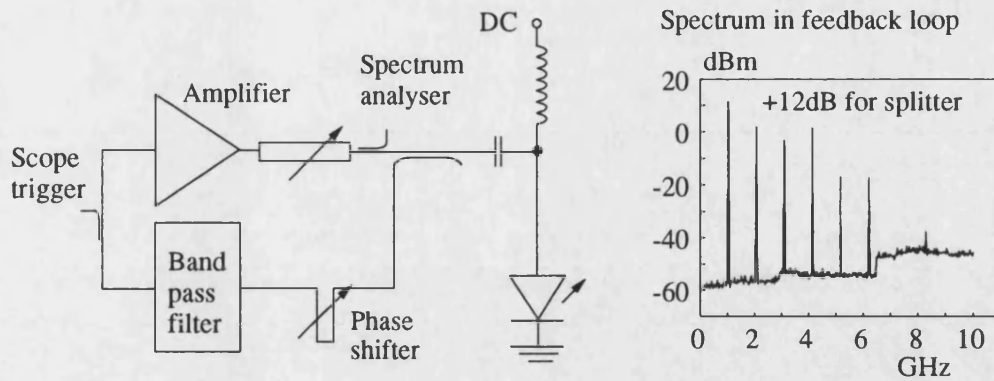 DC
Spectrum
analyser
Amplifier
Scope
trigger
Band
pass
filter
Phase
shifter
Spectrum in feedback loop
dBm
+12dB for splitter
20
0
-20
-40
-60
0 2 4 6 8 10
GHz